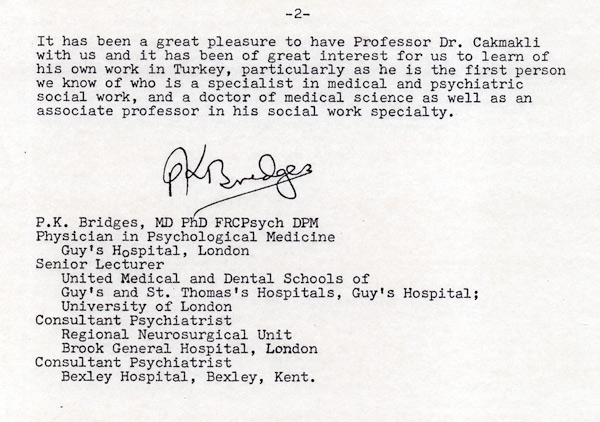 -2-
It has been a great pleasure to have Professor Dr. Cakmakli
with us and it has been of great interest for us to learn of
his own work in Turkey, particularly as he is the first person
we know of who is a specialist in medical and psychiatric
social work, and a doctor of medical science as well as an
associate professor in his social work specialty.
PKBridges
P.K. Bridges, MD PhD FRCPsych DPM
Physician in Psychological Medicine
Guy's Hospital, London
Senior Lecturer
United Medical and Dental Schools of
Guy's and St. Thomas's Hospitals, Guy's Hospital;
University of London
Consultant Psychiatrist
Regional Neurosurgical Unit
Brook General Hospital, London
Consultant Psychiatrist
Bexley Hospital, Bexley, Kent.